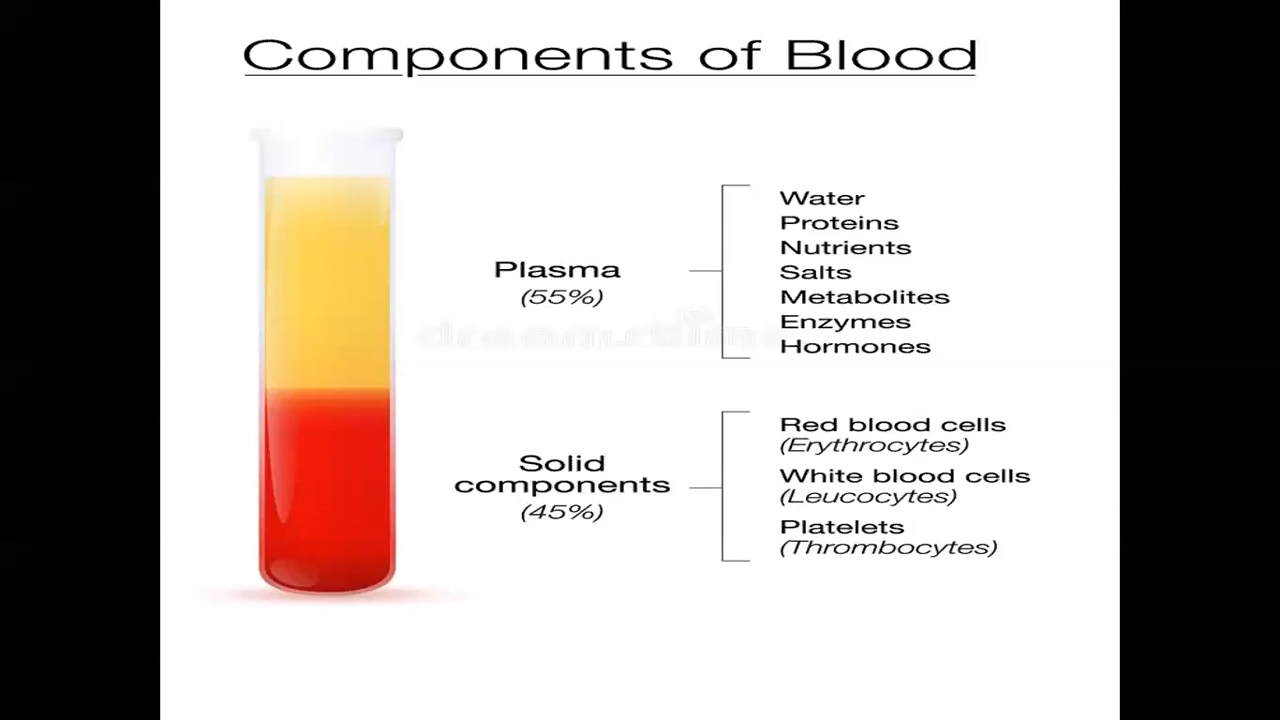 Components of Blood
Plasma
(55%)
Water
Proteins
Nutrients
Salts
Metabolites
Enzymes
Hormones
Solid
components
(45%)
Red blood cells
(Erythrocytes)
White blood cells
(Leucocytes)
Platelets
(Thrombocytes)
dreamstime